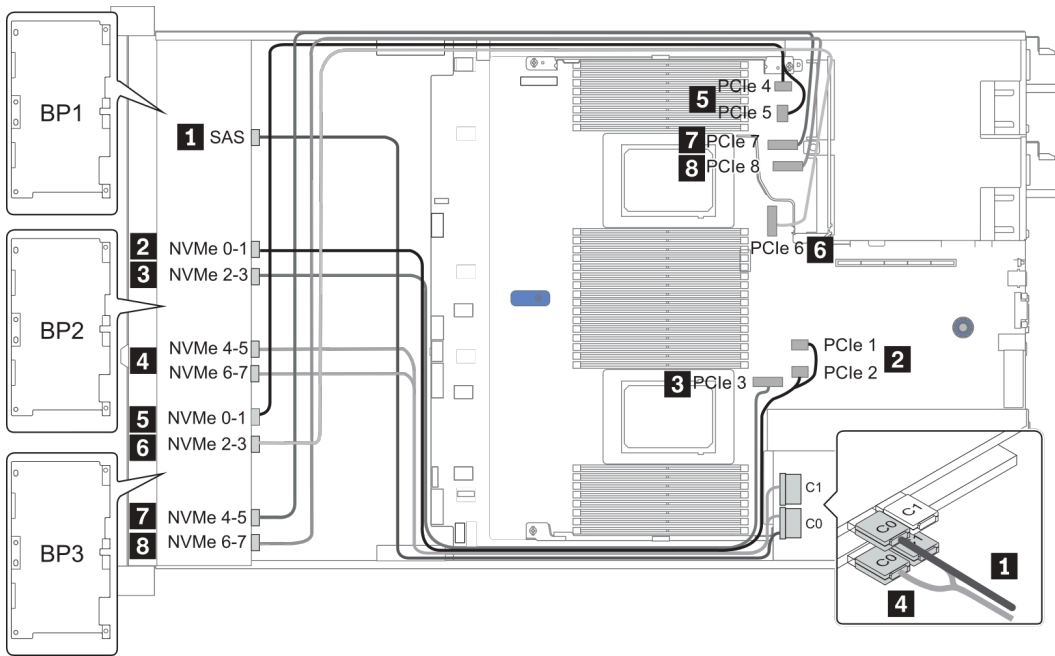 BP1
1 SAS
2 NVMe 0-1
3 NVMe 2-3
BP2
4 NVMe 4-5
NVMe 6-7
5 NVMe 0-1
6 NVMe 2-3
BP3
7 NVMe 4-5
8 NVMe 6-7
5 PCIe 4
PCIe 5
7 PCIe 7
8 PCIe 8
PCIe 6 6
PCIe 1
PCIe 2 2
3 PCIe 3
C1
C0
C1
C0
1
C0
1
4